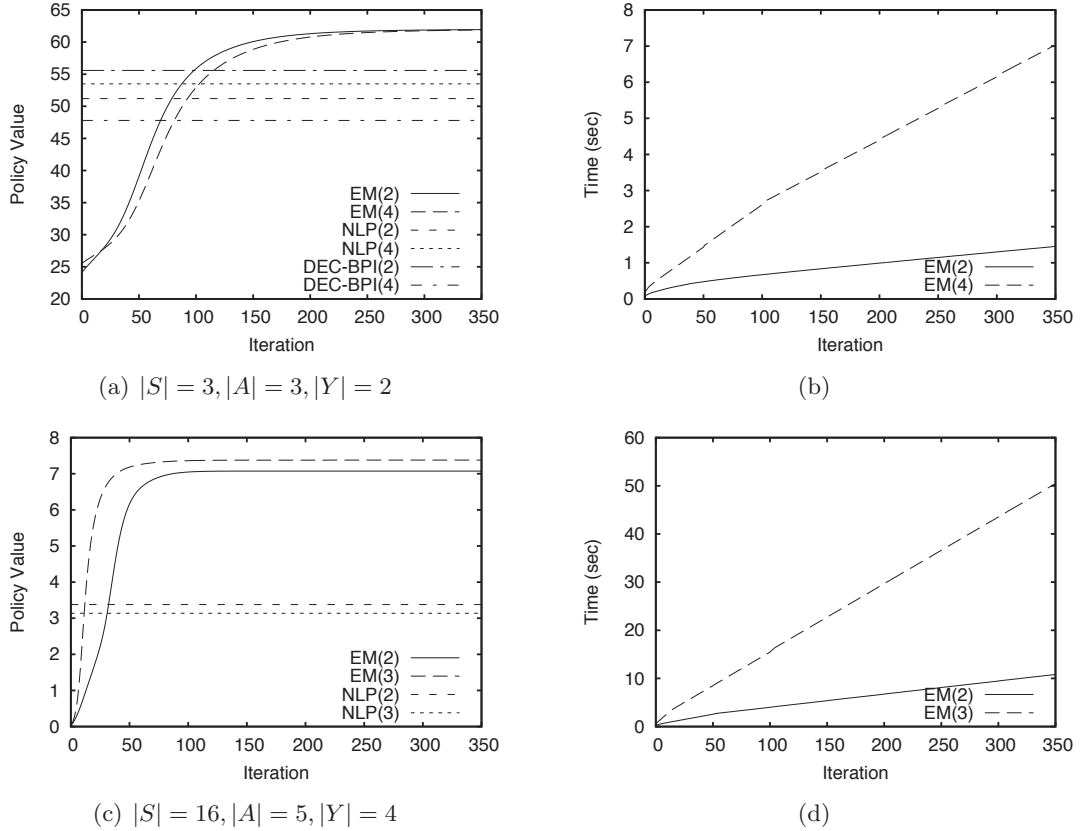 65
60
55
50
45
40
35
30
25
20
Policy Value
0 50 100 150 200 250 300 350
Iteration
EM(2)
EM(4)
NLP(2)
NLP(4)
DEC-BPI(2)
DEC-BPI(4)
(a) |S| = 3, |A| = 3, |Y| = 2
8
7
6
5
4
3
2
1
0
Time (sec)
0 50 100 150 200 250 300 350
Iteration
EM(2)
EM(4)
(b)
8
7
6
5
4
3
2
1
0
Policy Value
0 50 100 150 200 250 300 350
Iteration
EM(2)
EM(3)
NLP(2)
NLP(3)
(c) |S| = 16, |A| = 5, |Y| = 4
60
50
40
30
20
10
0
Time (sec)
0 50 100 150 200 250 300 350
Iteration
EM(2)
EM(3)
(d)